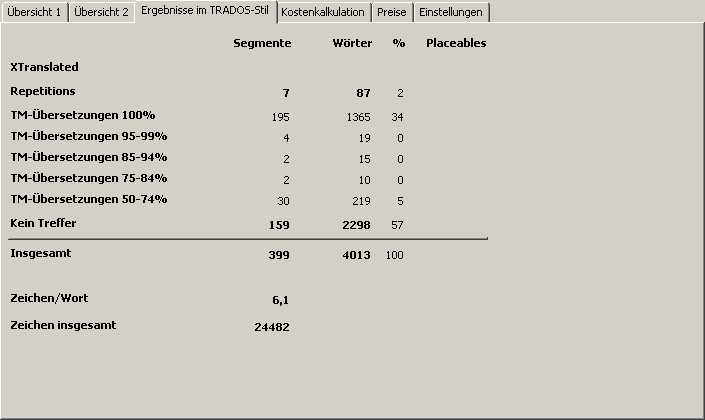 Übersicht 1 Übersicht 2 Ergebnisse im TRADOS-Stil Kostenkalkulation Preise Einstellungen
Segmente Wörter % Placeables
XTranslated
Repetitions 7 87 2
TM-Übersetzungen 100% 195 1365 34
TM-Übersetzungen 95-99% 4 19 0
TM-Übersetzungen 85-94% 2 15 0
TM-Übersetzungen 75-84% 2 10 0
TM-Übersetzungen 50-74% 30 219 5
Kein Treffer 159 2298 57
Insgesamt 399 4013 100
Zeichen/Wort 6,1
Zeichen insgesamt 24482